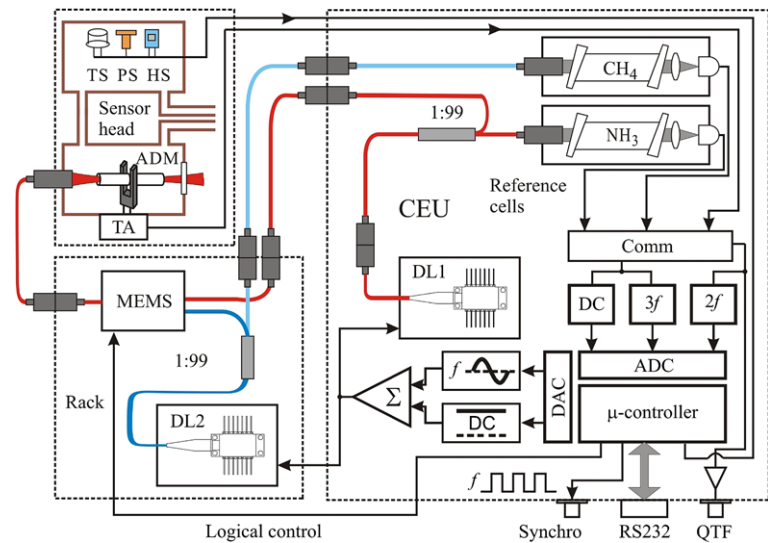 TS PS HS
Sensor
head
ADM
TA
CH4
NH3
1:99
Reference
cells
CEU
Comm
MEMS
DL1
DC 3f 2f
1:99
ADC
f
DAC
Σ
μ-controller
Rack
DL2
DC
f
Logical control
Synchro RS232 QTF